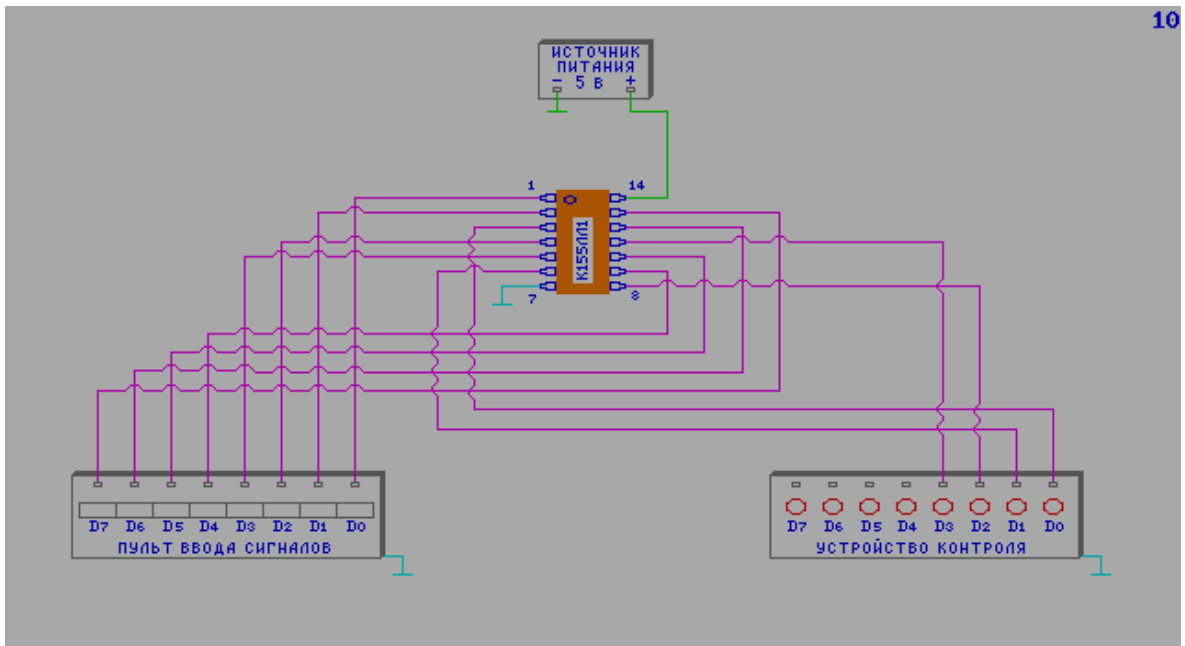 10
ИСТОЧНИК
ПИТАНИЯ
- 5 В +
1
14
К155ЛЛ1
7
8
D7 D6 D5 D4 D3 D2 D1 D0
ПУЛЬТ ВВОДА СИГНАЛОВ
D7 D6 D5 D4 D3 D2 D1 D0
УСТРОЙСТВО КОНТРОЛЯ